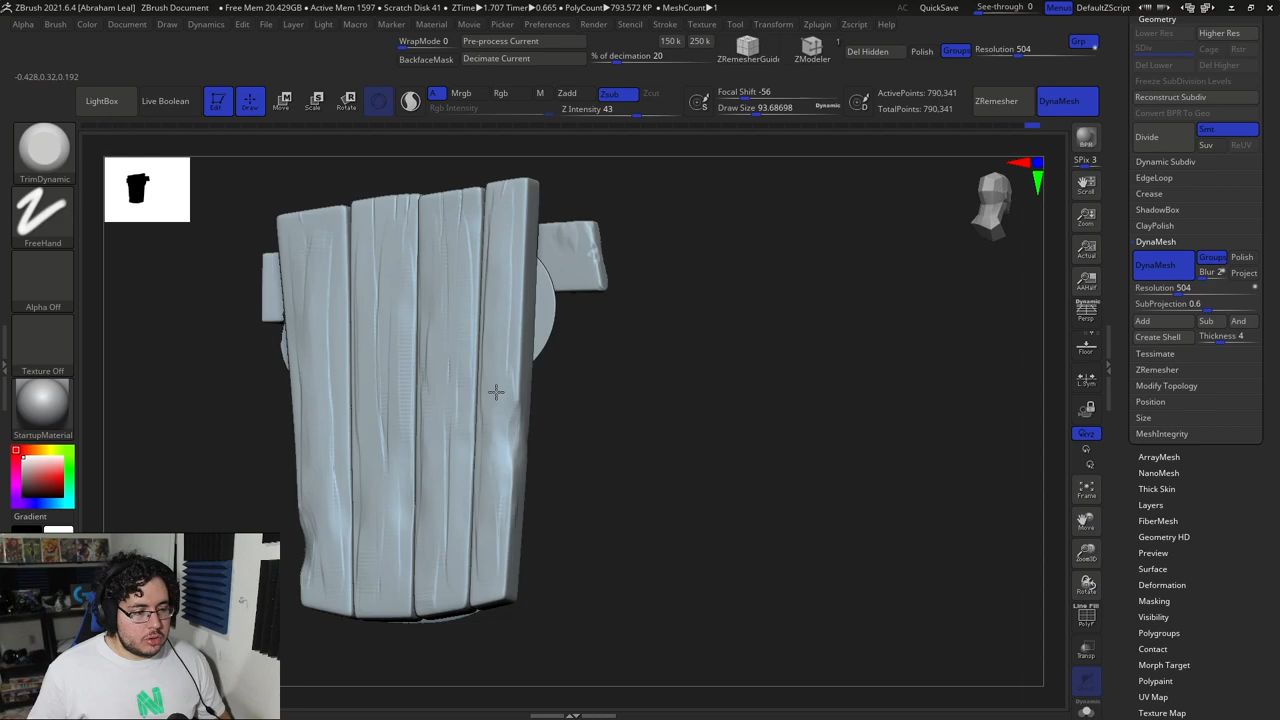 ZBrush 2021.6.4 [Abraham Leal] ZBrush Document
• Free Mem 20.429GB • Active Mem 1597 • Scratch Disk 41 • ZTime▶1.707 Timer▶0.665 • PolyCount▶793.572 KP • MeshCount▶1
AC QuickSave See-through 0 Menus DefaultZScript
Alpha Brush Color Document Draw Dynamics Edit File Layer Light Macro Marker Material Movie Picker Preferences Render Stencil Stroke Texture Tool Transform Zplugin Zscript Help
WrapMode 0
BackfaceMask
Pre-process Current
Decimate Current
150 k 250 k
% of decimation 20
ZRemesherGuide
ZModeler
1
Del Hidden Polish Groups Resolution 504 Grp
-0.428,0.32,0.192
LightBox Live Boolean Edit Draw Move Scale Rotate
A Mrgb Rgb M Zadd Zsub Zcut
Rgb Intensity Z Intensity 43
Focal Shift -56
Draw Size 93.68698 Dynamic
S
D
ActivePoints: 790,341
TotalPoints: 790,341
ZRemesher DynaMesh
TrimDynamic
FreeHand
Alpha Off
Texture Off
StartupMaterial
Gradient
BPR
SPix 3
Scroll
Zoom
Actual
AAHalf
Dynamic
Persp
Floor
L.Sym
XYZ
Frame
Move
Zoom3D
Rotate
Line Fill
PolyF
Transp
Dynamic
Geometry
Lower Res Higher Res
SDiv Cage Rstr
Del Lower Del Higher
Freeze SubDivision Levels
Reconstruct Subdiv
Convert BPR To Geo
Divide Smt
Suv ReUV
Dynamic Subdiv
EdgeLoop
Crease
ShadowBox
ClayPolish
DynaMesh
DynaMesh Groups Polish
Blur 2 Project
Resolution 504
SubProjection 0.6
Add Sub And
Create Shell Thickness 4
Tessimate
ZRemesher
Modify Topology
Position
Size
MeshIntegrity
ArrayMesh
NanoMesh
Thick Skin
Layers
FiberMesh
Geometry HD
Preview
Surface
Deformation
Masking
Visibility
Polygroups
Contact
Morph Target
Polypaint
UV Map
Texture Map